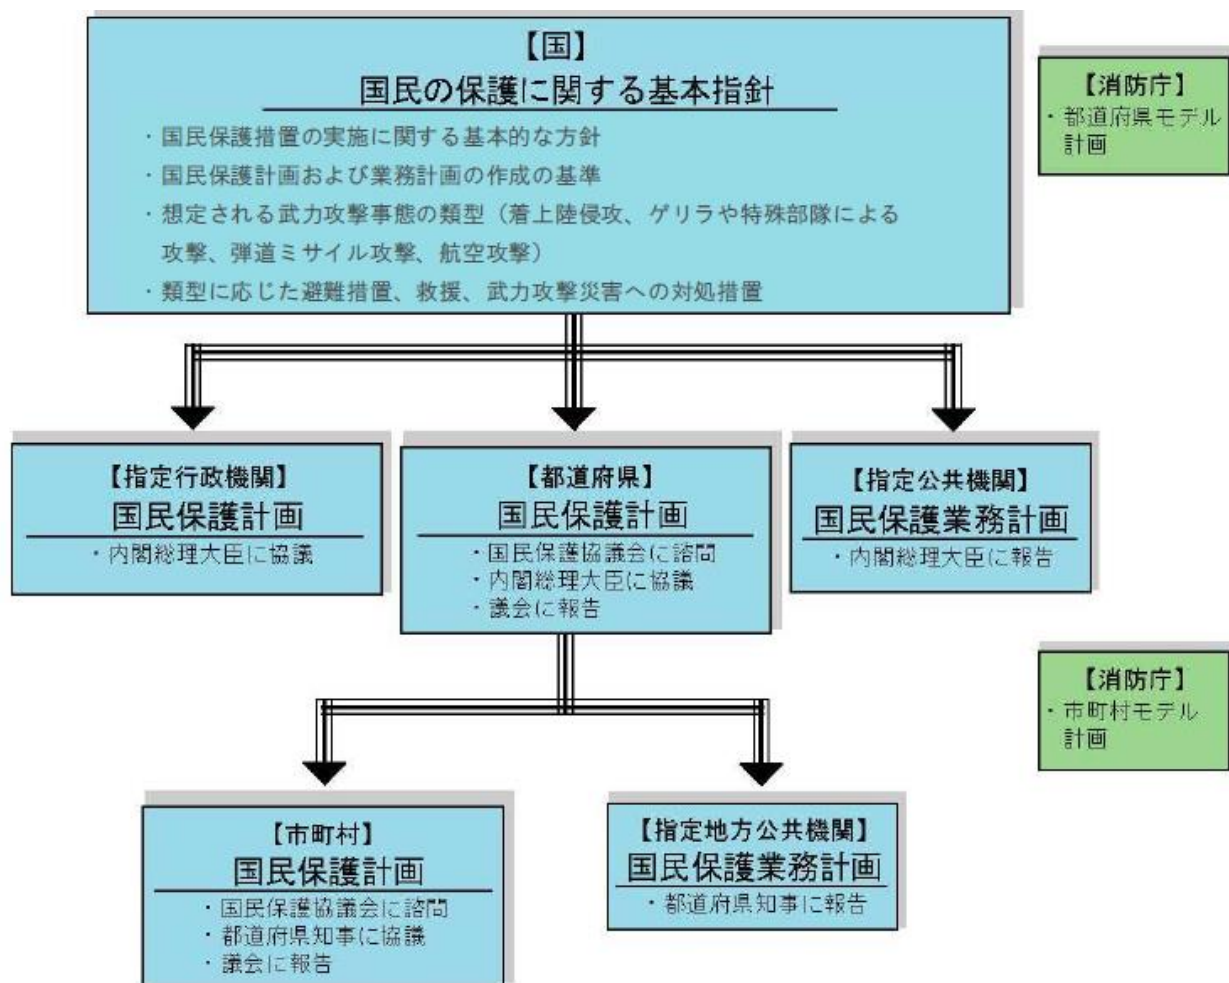 【国】
国民の保護に関する基本指針
・国民保護措置の実施に関する基本的な方針
・国民保護計画および業務計画の作成の基準
・想定される武力攻撃事態の類型（着上陸侵攻、ゲリラや特殊部隊による
攻撃、弾道ミサイル攻撃、航空攻撃）
・類型に応じた避難措置、救援、武力攻撃災害への対処措置
【消防庁】
・都道府県モデル
計画
【指定行政機関】
国民保護計画
・内閣総理大臣に協議
【都道府県】
国民保護計画
・国民保護協議会に諮問
・内閣総理大臣に協議
・議会に報告
【指定公共機関】
国民保護業務計画
・内閣総理大臣に報告
【消防庁】
・市町村モデル
計画
【市町村】
国民保護計画
・国民保護協議会に諮問
・都道府県知事に協議
・議会に報告
【指定地方公共機関】
国民保護業務計画
・都道府県知事に報告